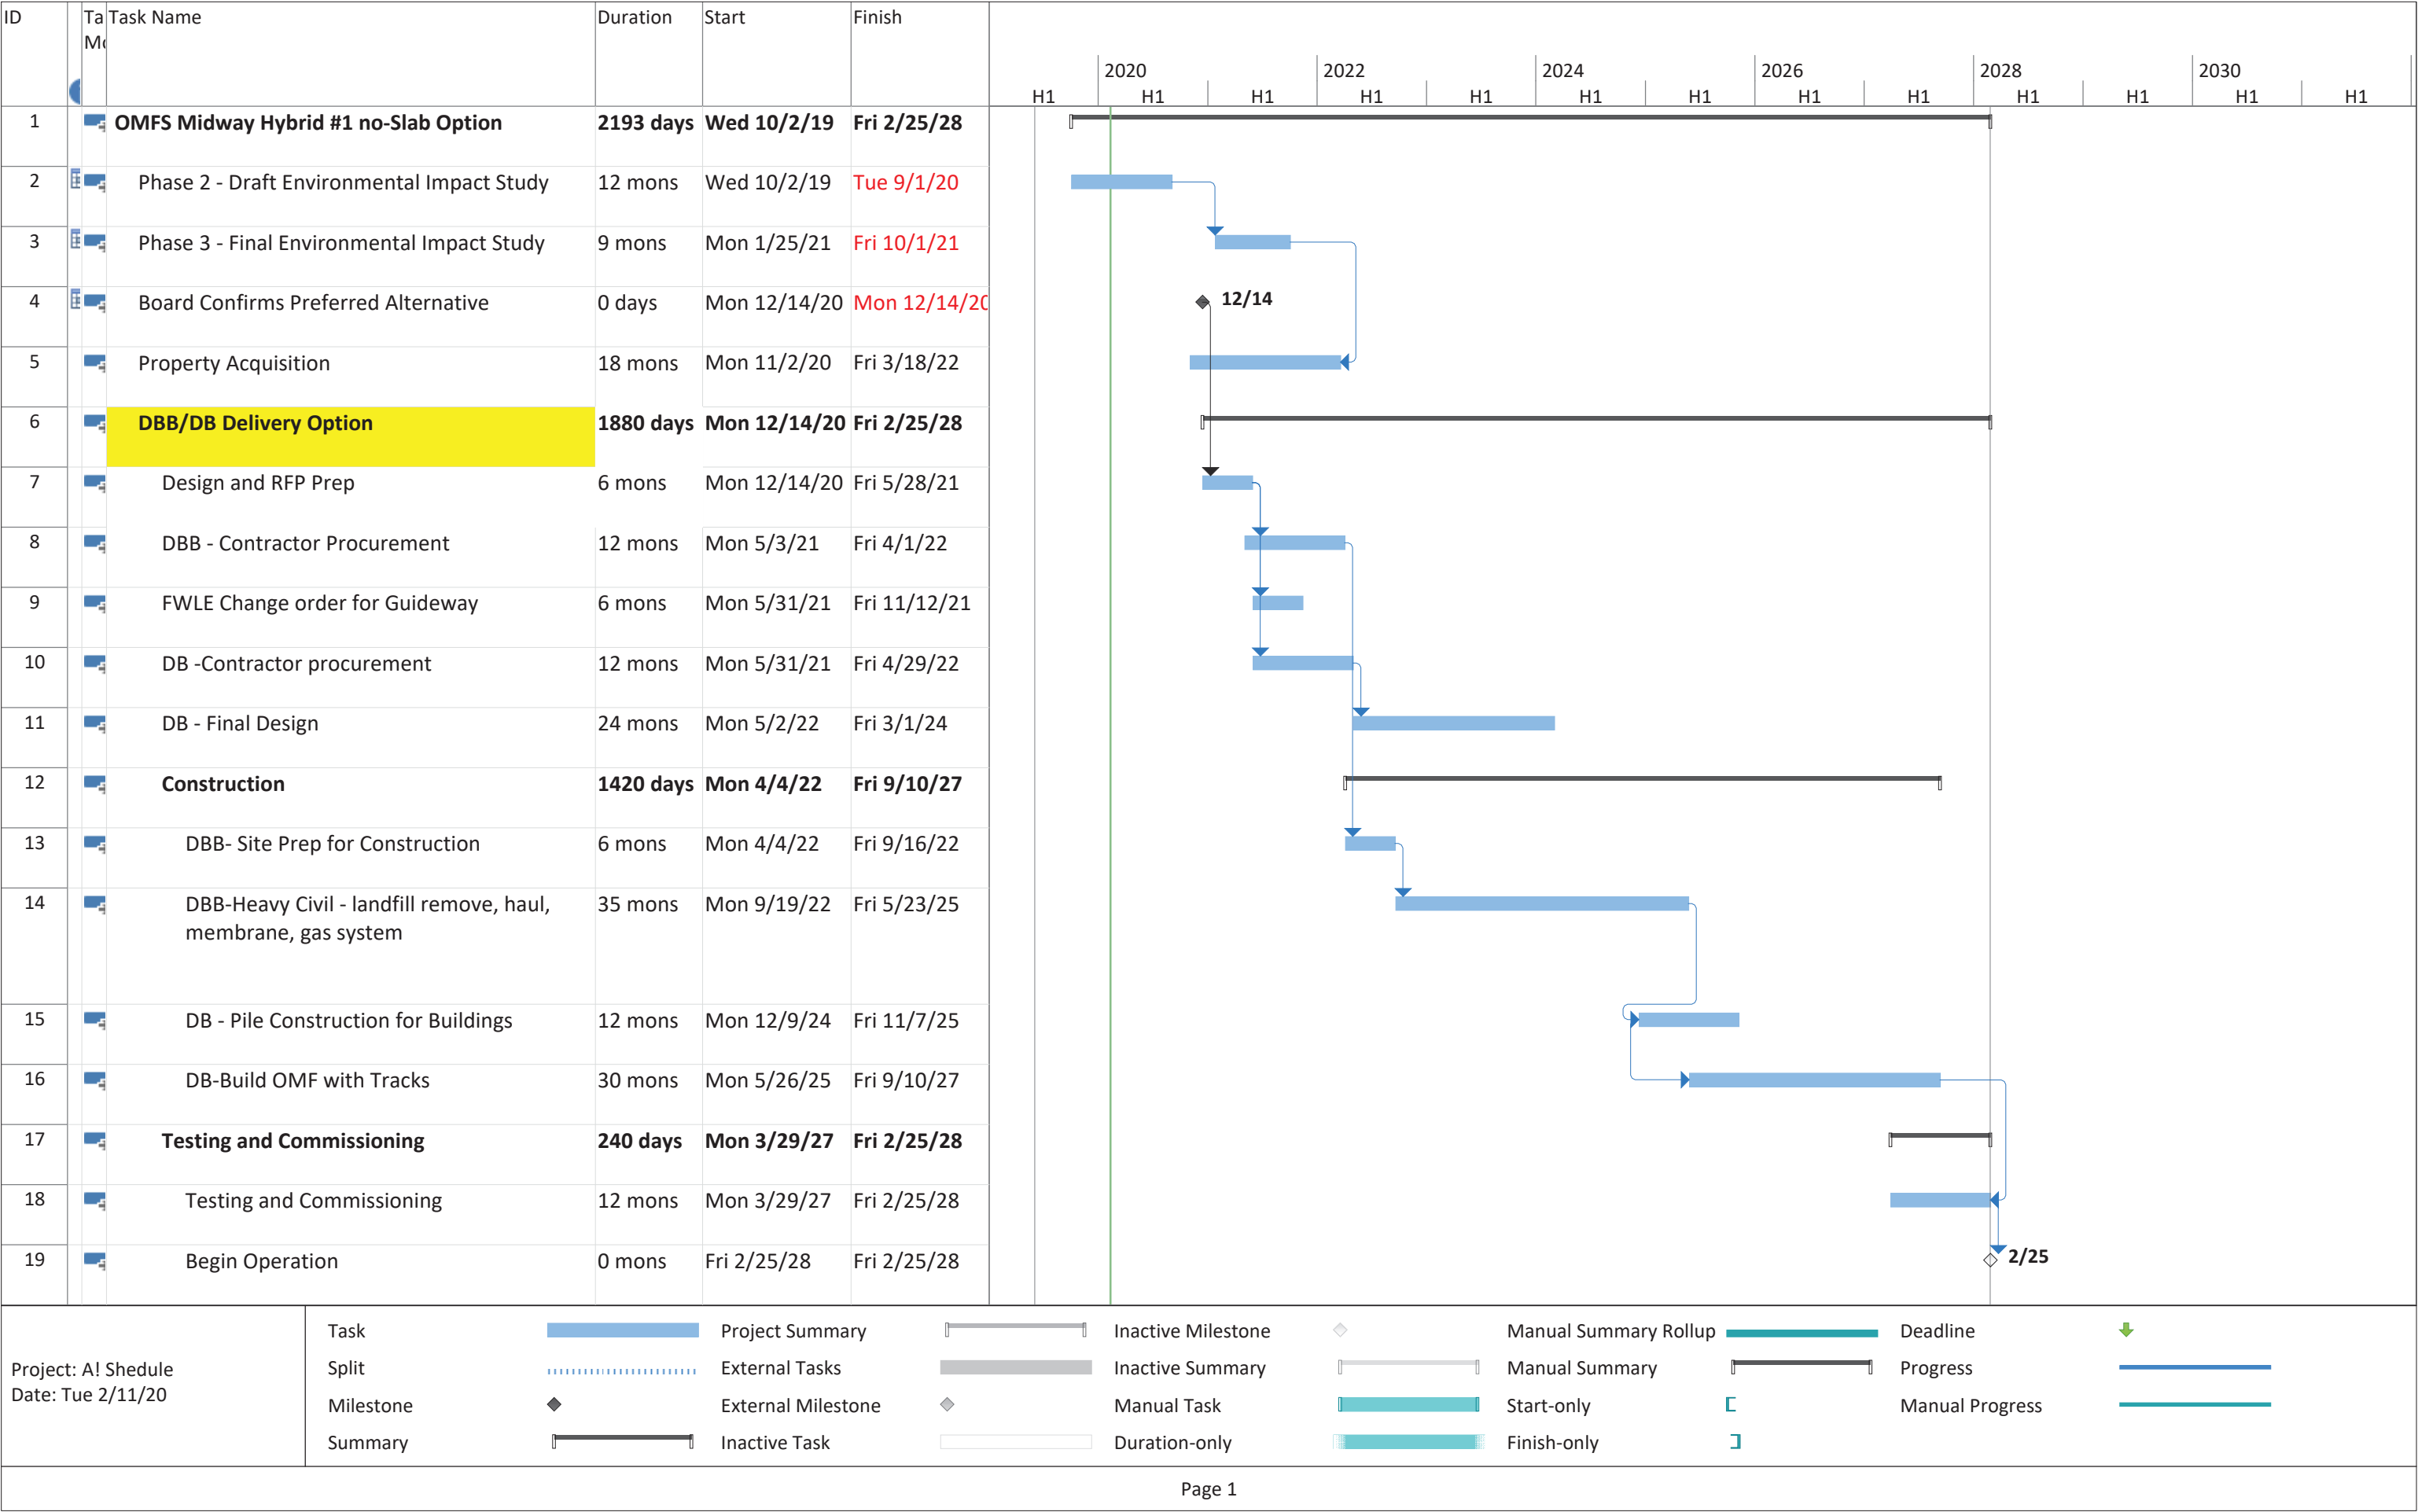 ID Ta Task Name Duration Start Finish
Mo
2020 2022 2024 2026 2028 2030
H1 H1 H1 H1 H1 H1 H1 H1 H1 H1 H1 H1 H1
1 OMFS Midway Hybrid #1 no-Slab Option 2193 days Wed 10/2/19 Fri 2/25/28
2 Phase 2 - Draft Environmental Impact Study 12 mons Wed 10/2/19 Tue 9/1/20
3 Phase 3 - Final Environmental Impact Study 9 mons Mon 1/25/21 Fri 10/1/21
4 Board Confirms Preferred Alternative 0 days Mon 12/14/20 Mon 12/14/20 12/14
5 Property Acquisition 18 mons Mon 11/2/20 Fri 3/18/22
6 DBB/DB Delivery Option 1880 days Mon 12/14/20 Fri 2/25/28
7 Design and RFP Prep 6 mons Mon 12/14/20 Fri 5/28/21
8 DBB - Contractor Procurement 12 mons Mon 5/3/21 Fri 4/1/22
9 FWLE Change order for Guideway 6 mons Mon 5/31/21 Fri 11/12/21
10 DB -Contractor procurement 12 mons Mon 5/31/21 Fri 4/29/22
11 DB - Final Design 24 mons Mon 5/2/22 Fri 3/1/24
12 Construction 1420 days Mon 4/4/22 Fri 9/10/27
13 DBB- Site Prep for Construction 6 mons Mon 4/4/22 Fri 9/16/22
14 DBB-Heavy Civil - landfill remove, haul, 35 mons Mon 9/19/22 Fri 5/23/25
membrane, gas system
15 DB - Pile Construction for Buildings 12 mons Mon 12/9/24 Fri 11/7/25
16 DB-Build OMF with Tracks 30 mons Mon 5/26/25 Fri 9/10/27
17 Testing and Commissioning 240 days Mon 3/29/27 Fri 2/25/28
18 Testing and Commissioning 12 mons Mon 3/29/27 Fri 2/25/28
19 Begin Operation 0 mons Fri 2/25/28 Fri 2/25/28 2/25
Project: A! Shedule
Date: Tue 2/11/20
Task Project Summary Inactive Milestone Manual Summary Rollup Deadline
Split External Tasks Inactive Summary Manual Summary Progress
Milestone External Milestone Manual Task Start-only Manual Progress
Summary Inactive Task Duration-only Finish-only
Page 1